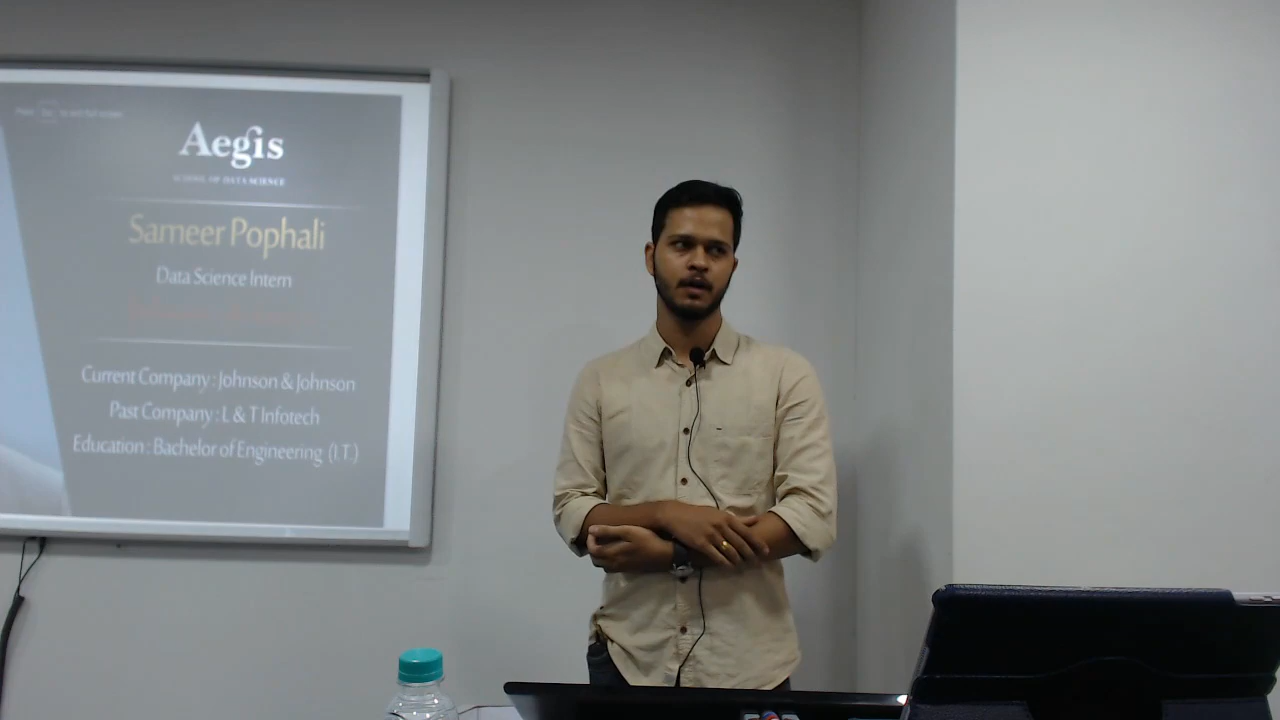 Aegis
SCHOOL OF DATA SCIENCE
Sameer Pophali
Data Science Intern
Current Company : Johnson & Johnson
Past Company : L & T Infotech
Education : Bachelor of Engineering (I.T.)